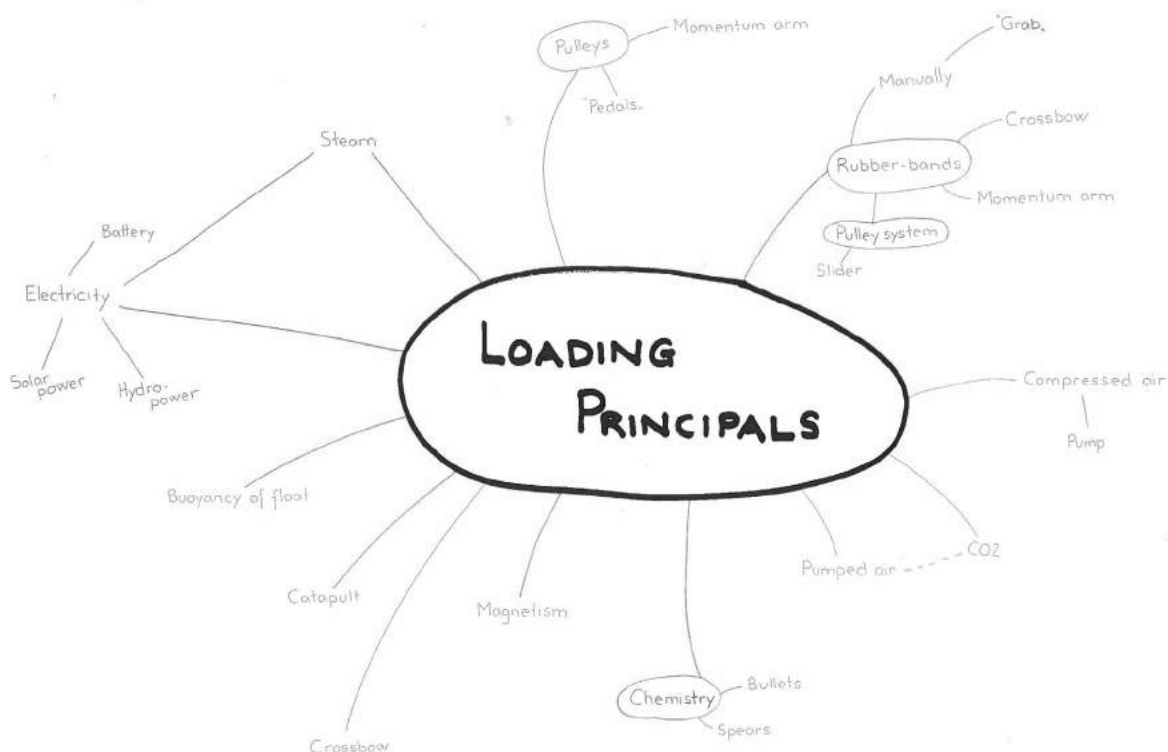 Pulleys
Momentum arm
"Pedals"
Manually
"Grab"
Rubber-bands
Crossbow
Momentum arm
Pulley system
Slider
Steam
Battery
Electricity
Solar
power
Hydro-
power
LOADING
PRINCIPALS
Compressed air
Pump
Buoyancy of float
Catapult
Crossbow
Magnetism
Chemistry
Bullets
Spears
Pumped air
CO2